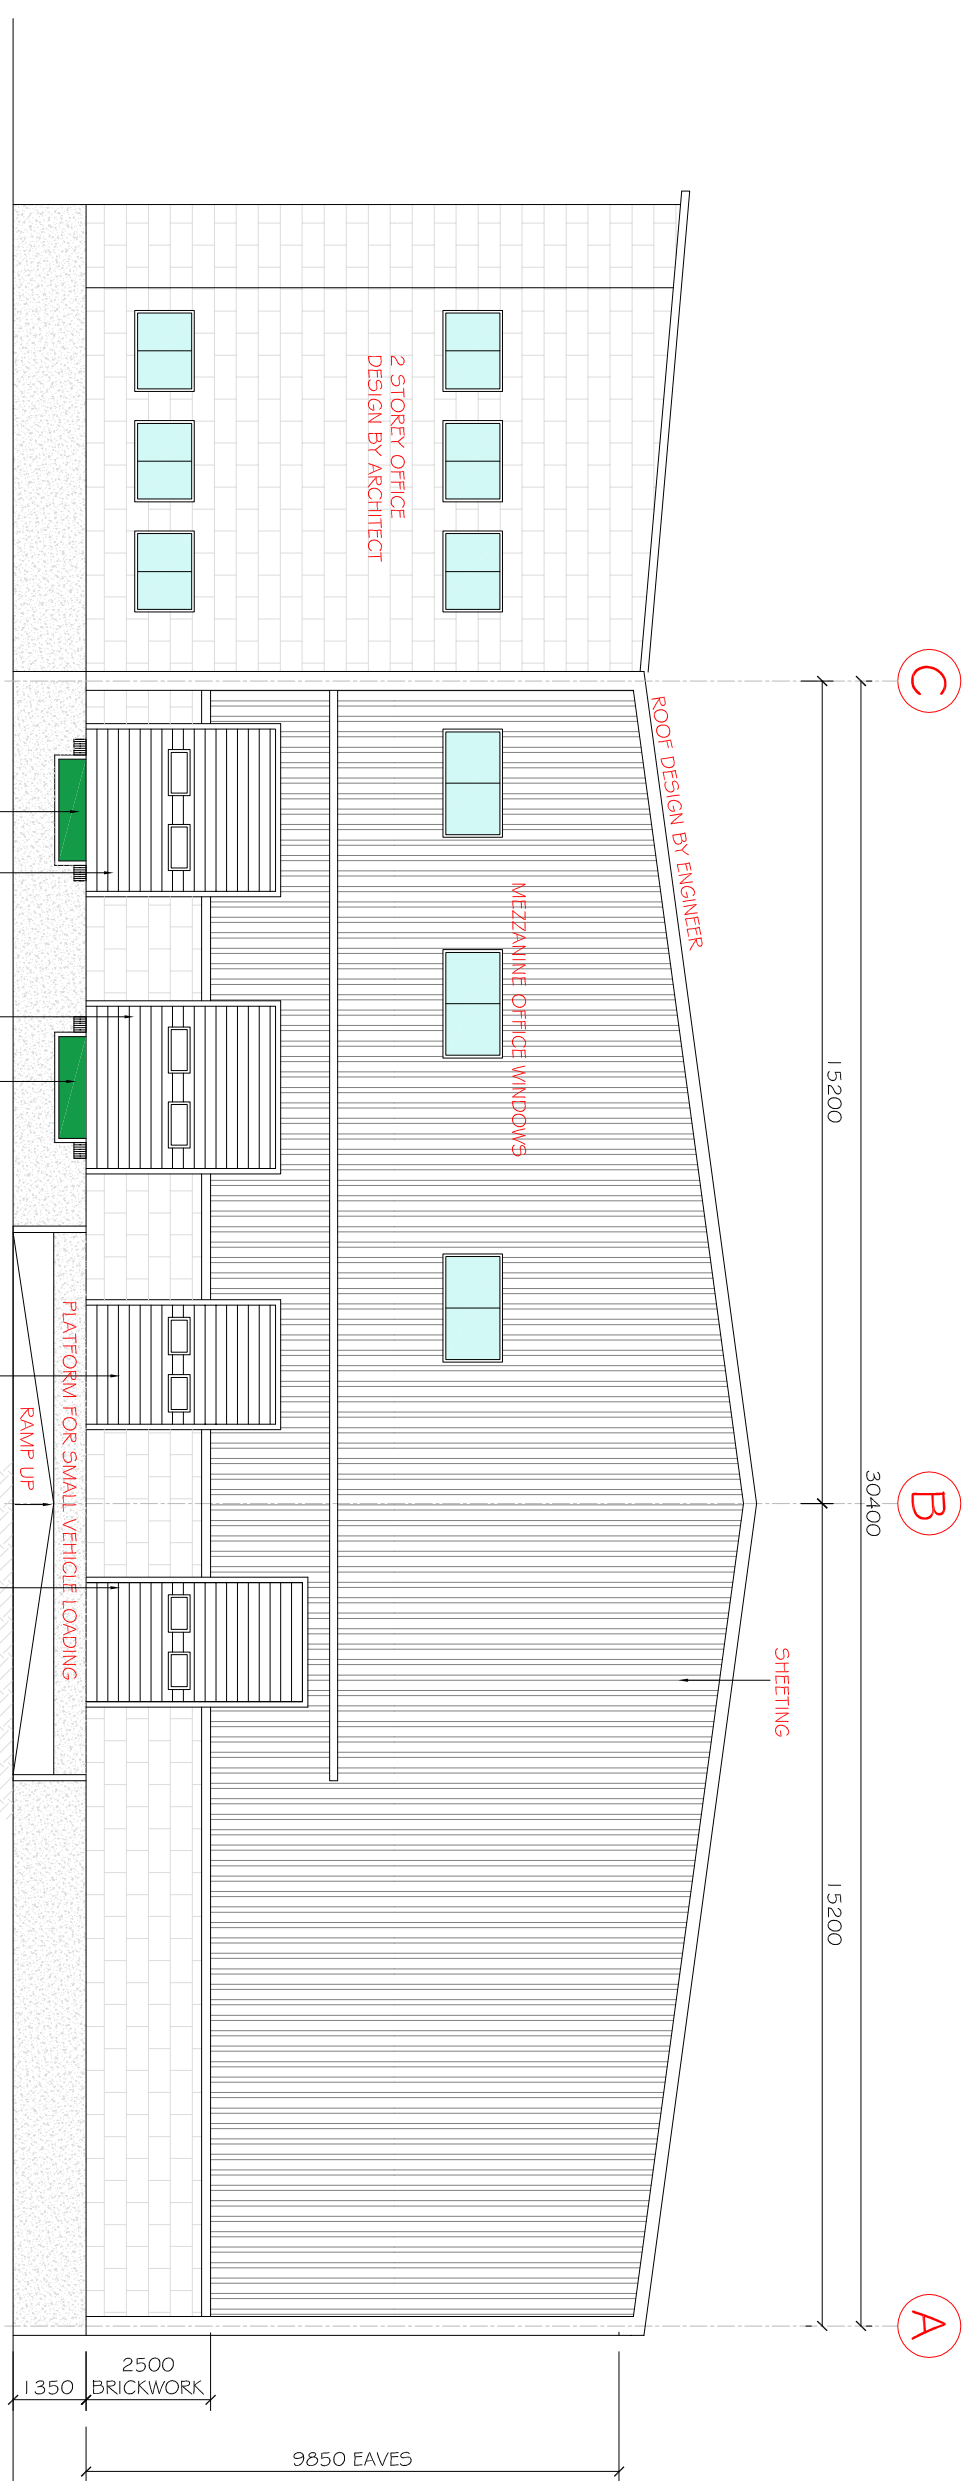 C
B
A
30400
15200
15200
ROOF DESIGN BY ENGINEER
SHEETING
MEZZANINE OFFICE WINDOWS
2 STOREY OFFICE
DESIGN BY ARCHITECT
PLATFORM FOR SMALL VEHICLE LOADING
RAMP UP
2500
BRICKWORK
1350
9850 EAVES